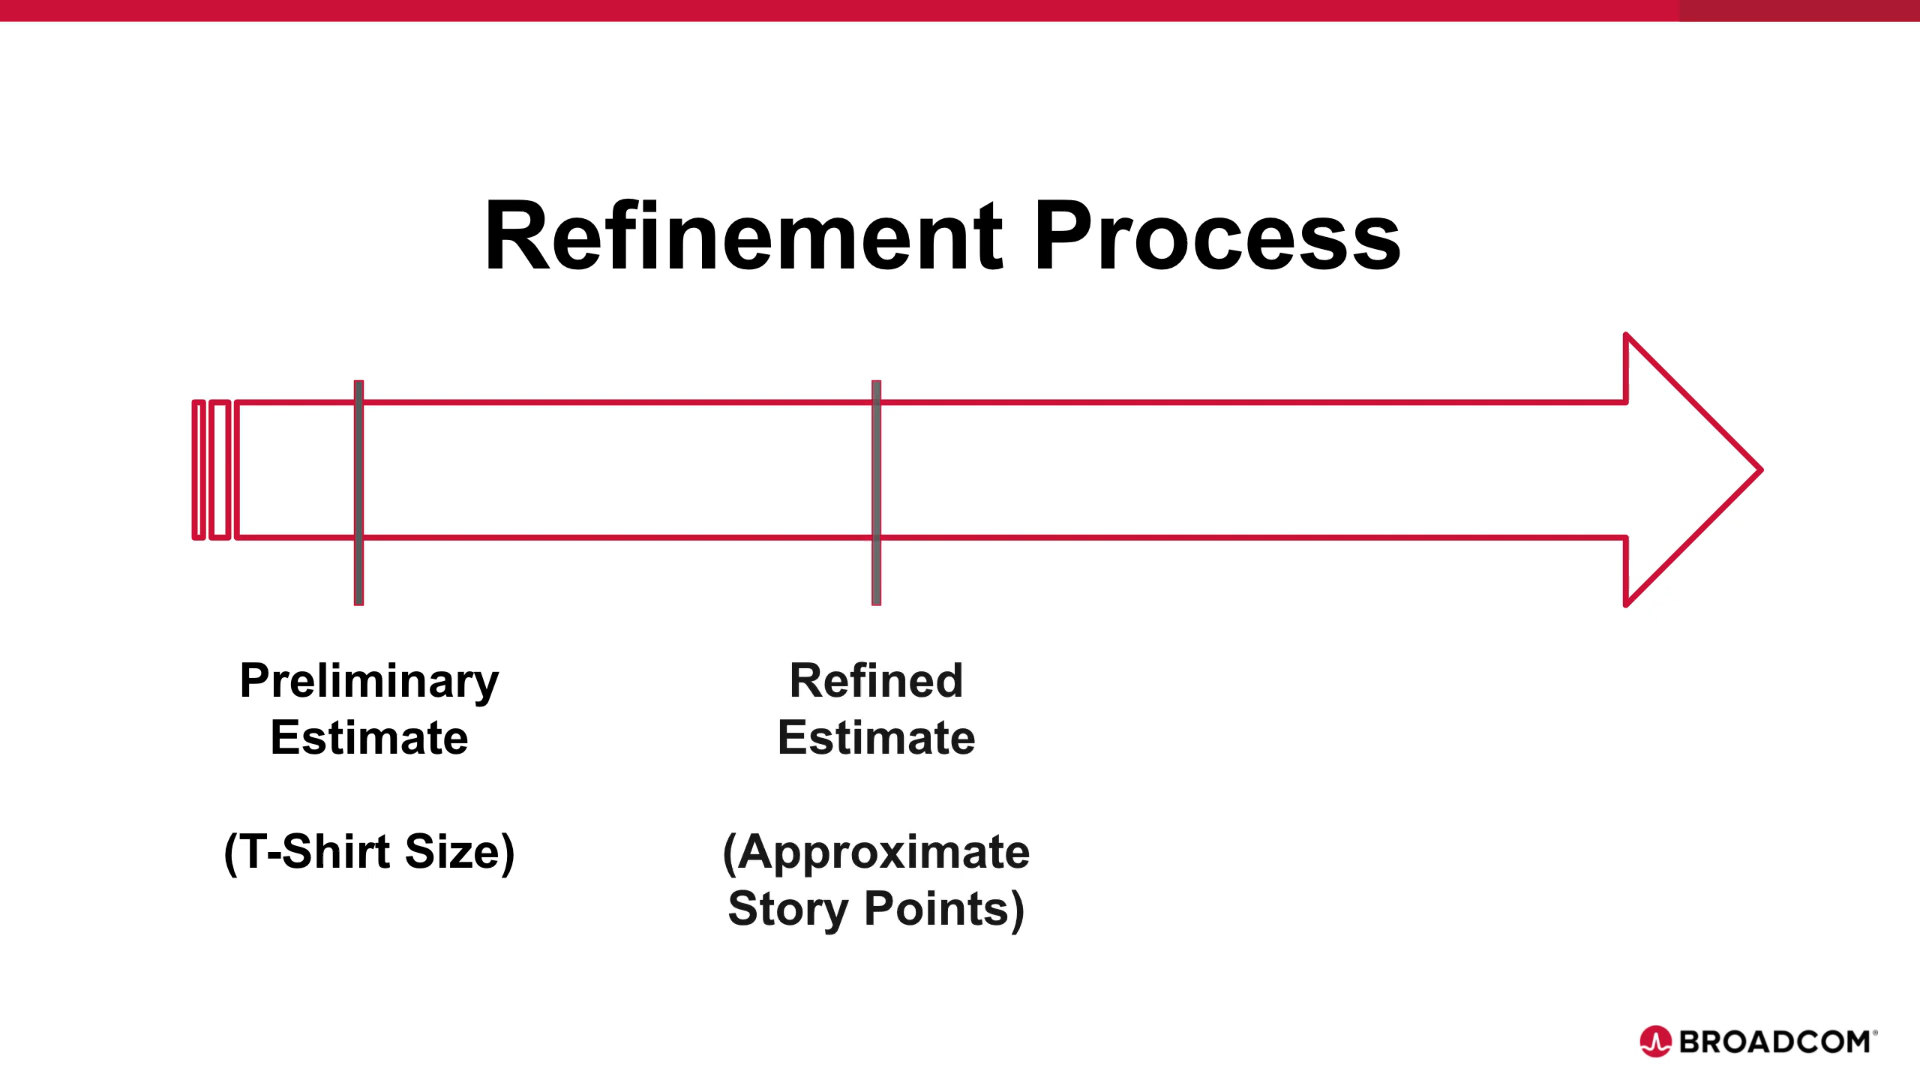 Refinement Process
Preliminary
Estimate
(T-Shirt Size)
Refined
Estimate
(Approximate
Story Points)
BROADCOM®